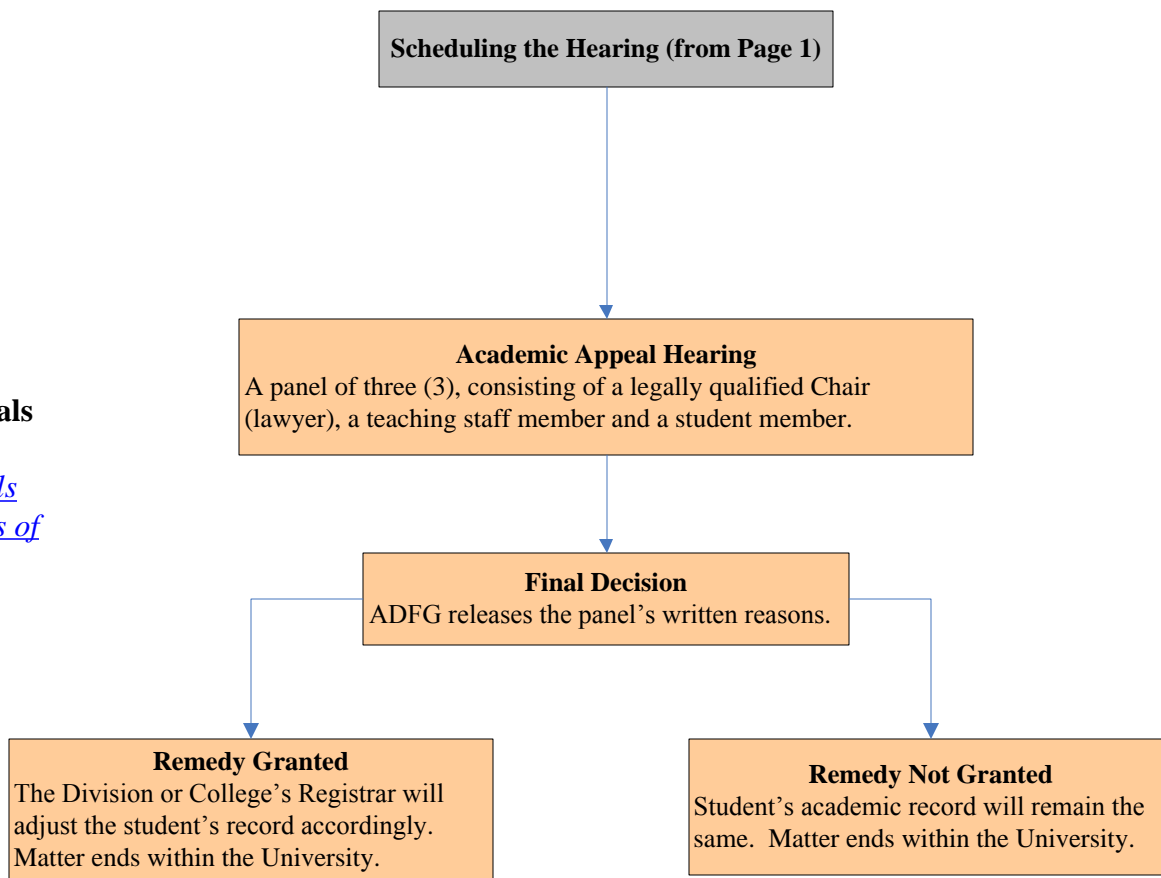 Scheduling the Hearing (from Page 1)
Academic Appeal Hearing
A panel of three (3), consisting of a legally qualified Chair
(lawyer), a teaching staff member and a student member.
als
ls
s of
Final Decision
ADFG releases the panel's written reasons.
Remedy Granted
The Division or College's Registrar will
adjust the student's record accordingly.
Matter ends within the University.
Remedy Not Granted
Student's academic record will remain the
same.  Matter ends within the University.